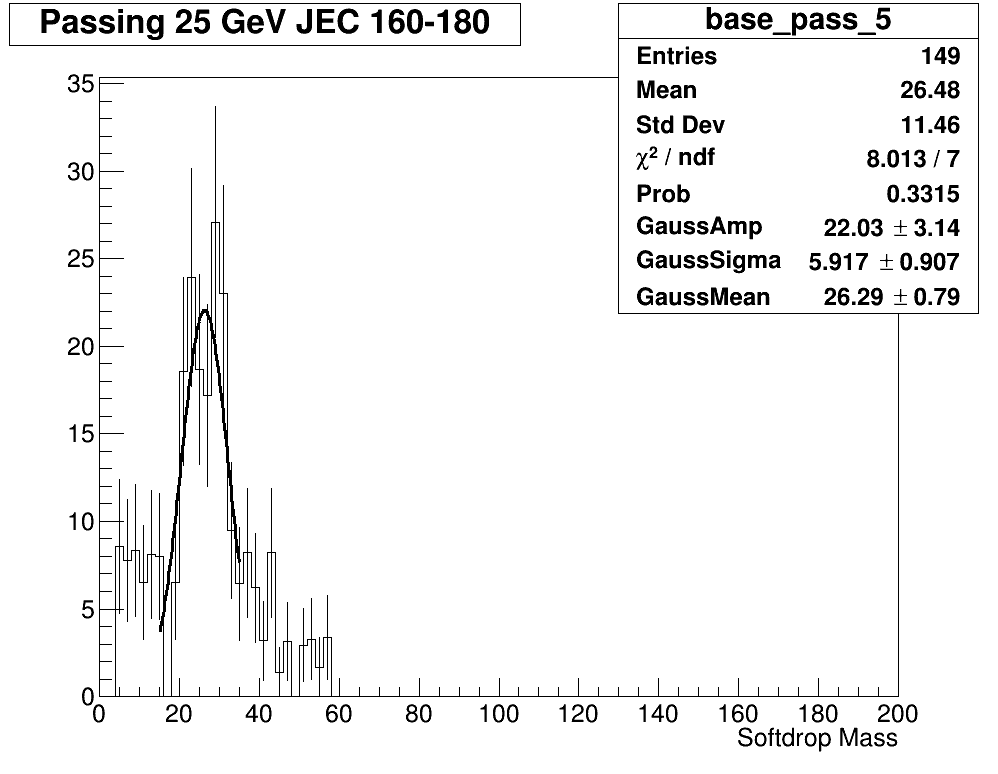 Passing 25 GeV JEC 160-180
base_pass_5
Entries 149
Mean 26.48
Std Dev 11.46
χ² / ndf 8.013 / 7
Prob 0.3315
GaussAmp 22.03 ± 3.14
GaussSigma 5.917 ± 0.907
GaussMean 26.29 ± 0.79
35
30
25
20
15
10
5
0
0 20 40 60 80 100 120 140 160 180 200
Softdrop Mass